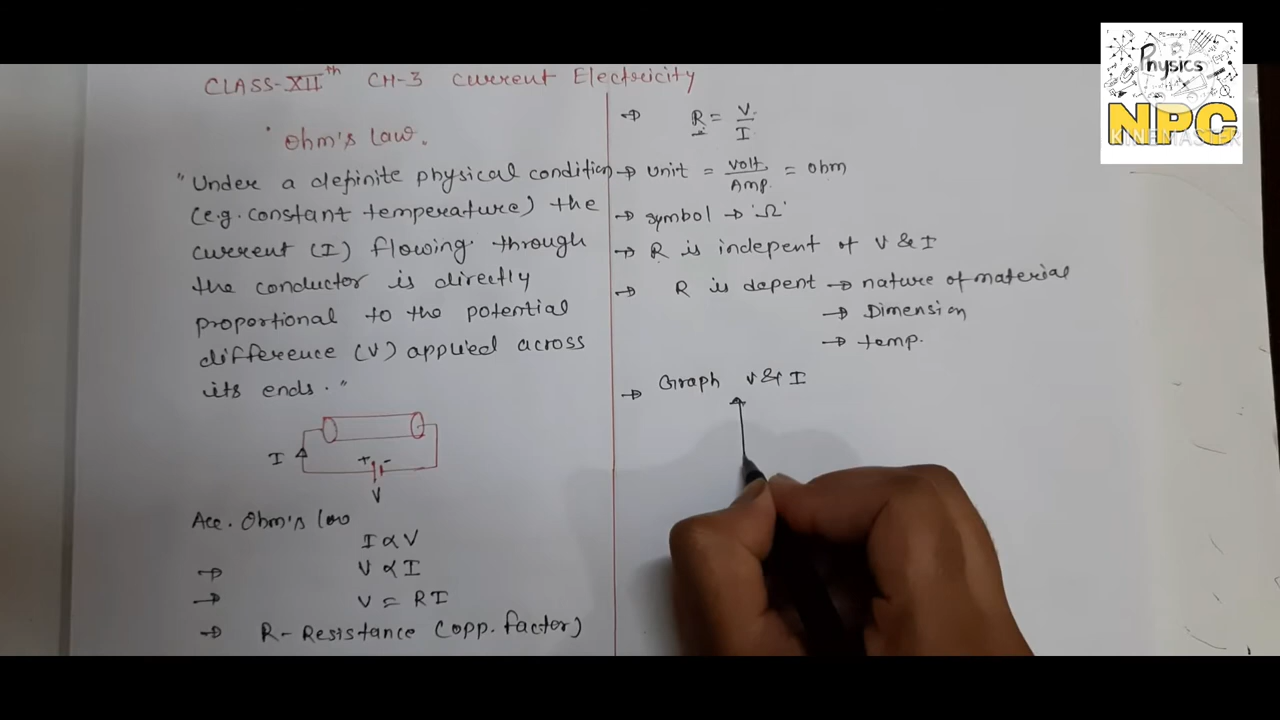 CLASS-XIIth CH-3 Current Electricity
Ohm's law.
"Under a definite physical condition
(e.g. constant temperature) the
current (I) flowing through
the conductor is directly
proportional to the potential
difference (V) applied across
its ends."
I
+ -
V
Acc. Ohm's law
I ∝ V
→ V ∝ I
→ V = RI
→ R - Resistance (opp. factor)
→ R = V/I
→ unit = volt/Amp. = ohm
→ symbol → 'Ω'
→ R is indepent of V & I
→ R is depent → nature of material
→ Dimension
→ temp.
→ Graph V & I
Physics
NPC
KINEMASTER